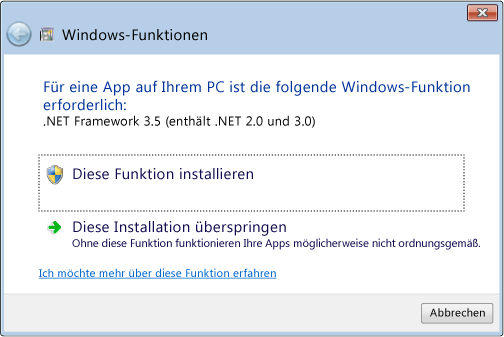 Windows-Funktionen
Für eine App auf Ihrem PC ist die folgende Windows-Funktion
erforderlich:
.NET Framework 3.5 (enthält .NET 2.0 und 3.0)
Diese Funktion installieren
Diese Installation überspringen
Ohne diese Funktion funktionieren Ihre Apps möglicherweise nicht ordnungsgemäß.
Ich möchte mehr über diese Funktion erfahren
Abbrechen